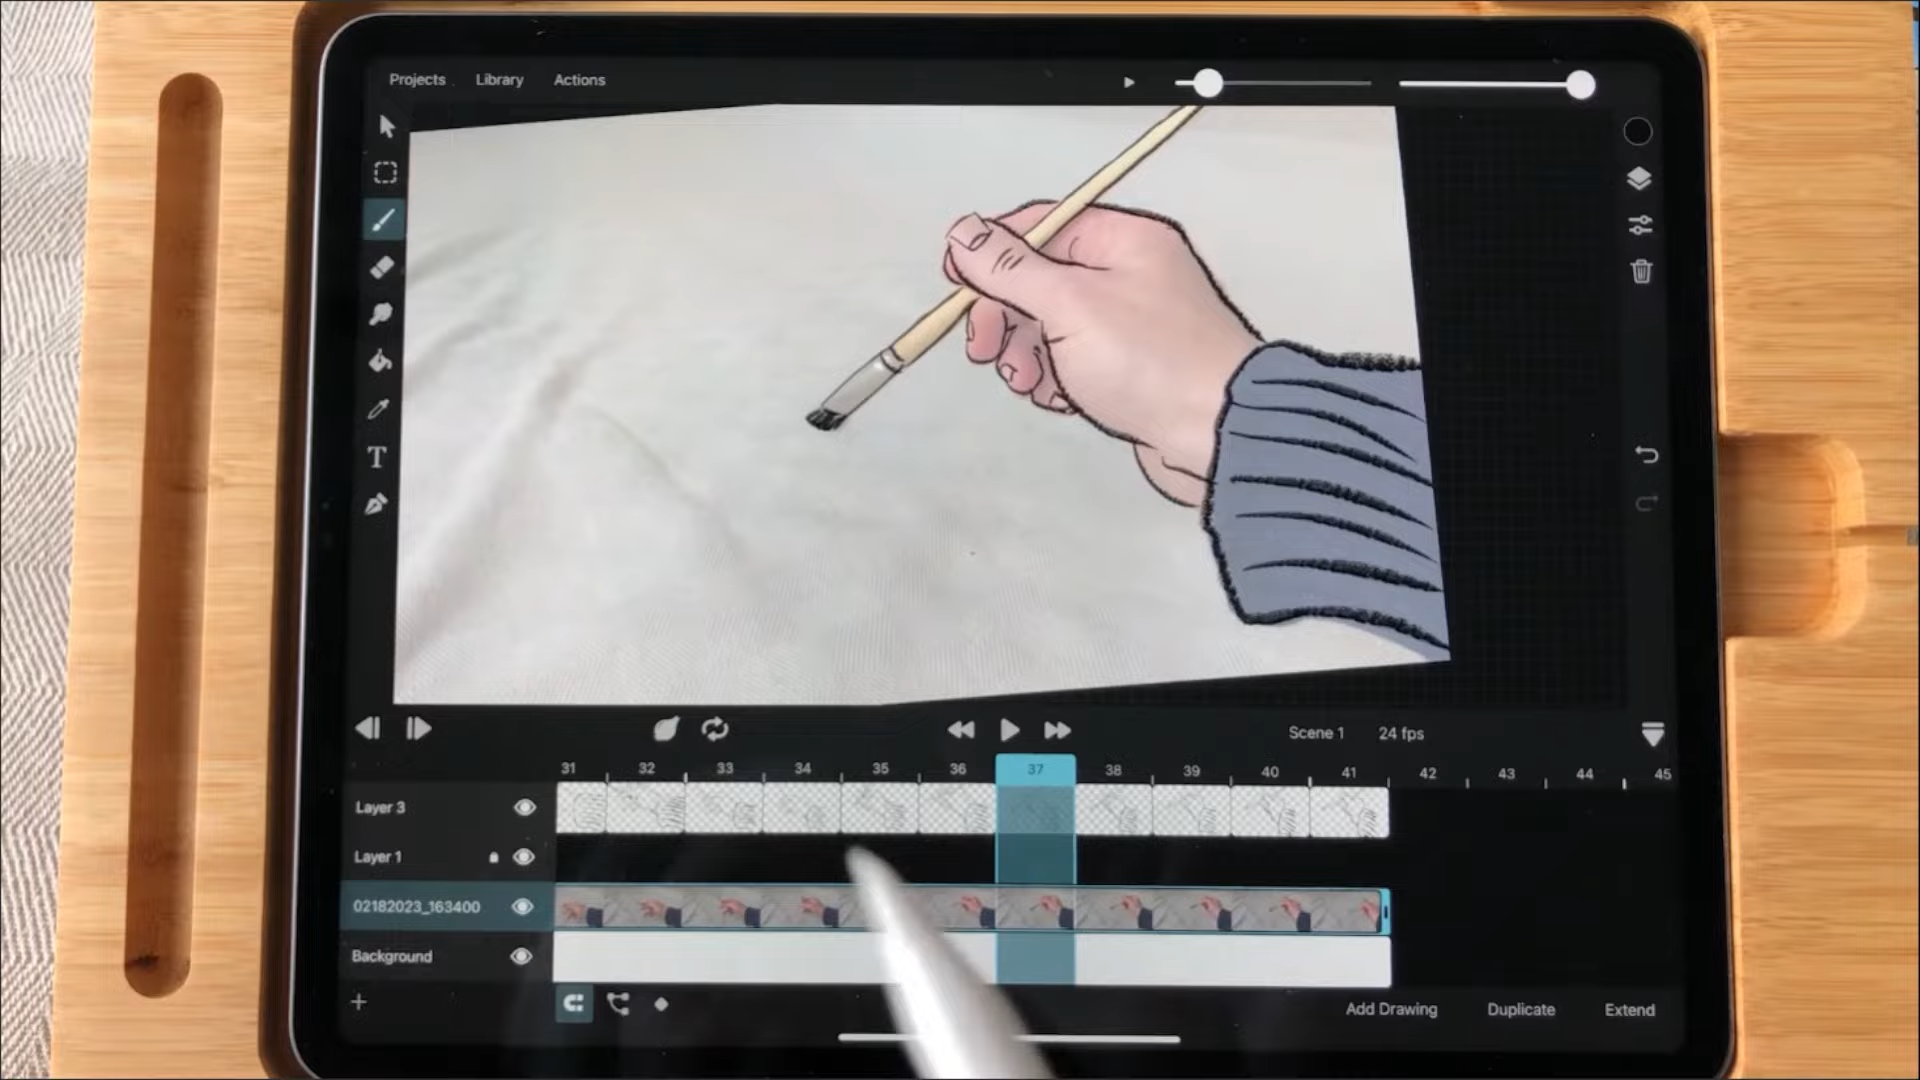 Projects Library Actions
T
Scene 1 24 fps
31 32 33 34 35 36 37 38 39 40 41 42 43 44 45
Layer 3
Layer 1
02182023_163400
Background
Add Drawing Duplicate Extend